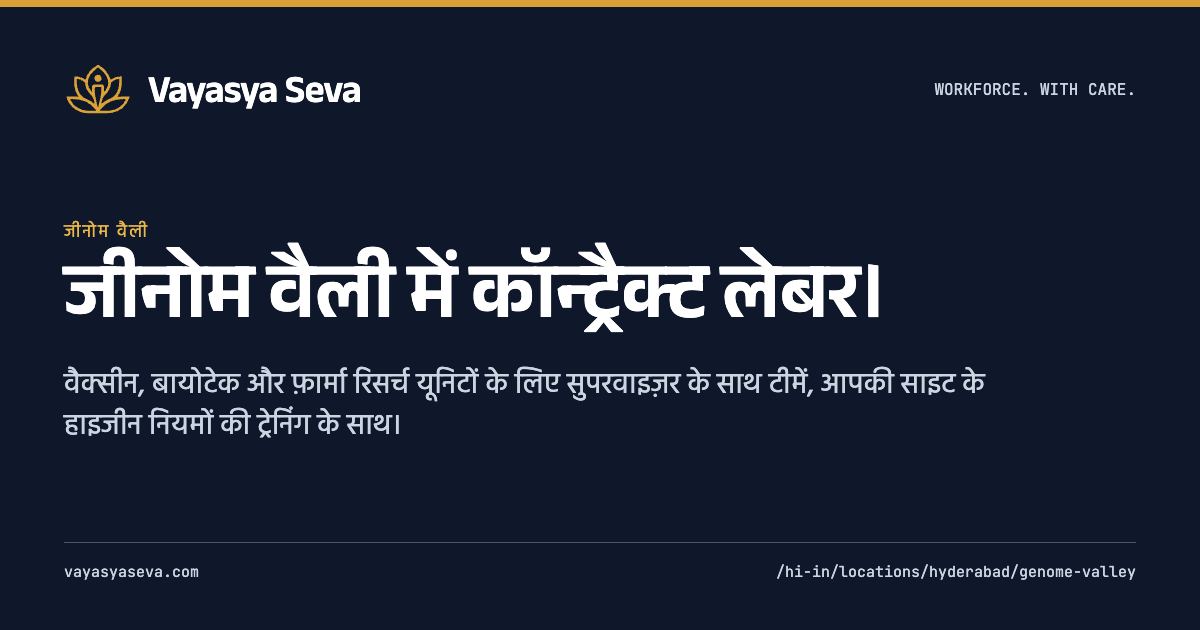 Vayasya Seva
WORKFORCE. WITH CARE.
जीनोम वैली
जीनोम वैली में कॉन्ट्रैक्ट लेबर।
वैक्सीन, बायोटेक और फ़ार्मा रिसर्च यूनिटों के लिए सुपरवाइज़र के साथ टीमें, आपकी साइट के
हाइजीन नियमों की ट्रेनिंग के साथ।
vayasyaseva.com
/hi-in/locations/hyderabad/genome-valley